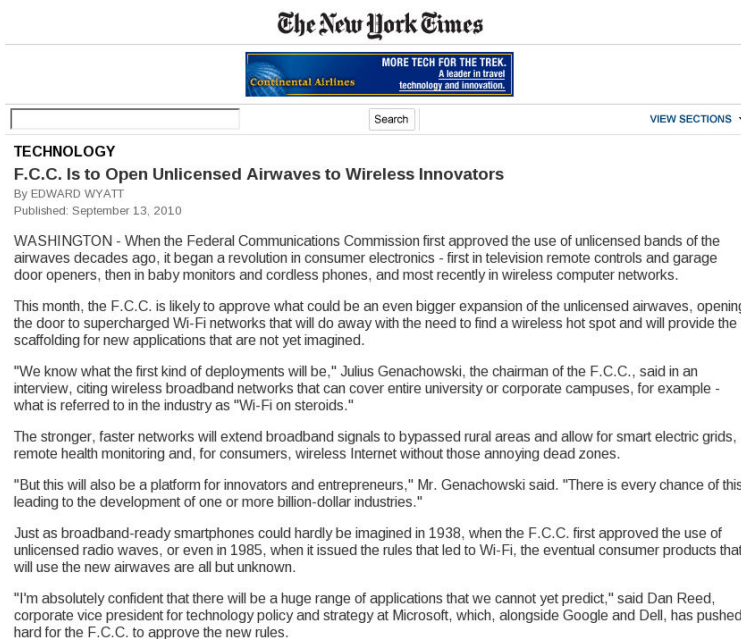 The New York Times
MORE TECH FOR THE TREK.
A leader in travel
Continental Airlines
technology and innovation.
Search
VIEW SECTIONS
TECHNOLOGY
F.C.C. Is to Open Unlicensed Airwaves to Wireless Innovators
By EDWARD WYATT
Published: September 13, 2010
WASHINGTON - When the Federal Communications Commission first approved the use of unlicensed bands of the
airwaves decades ago, it began a revolution in consumer electronics - first in television remote controls and garage
door openers, then in baby monitors and cordless phones, and most recently in wireless computer networks.
This month, the F.C.C. is likely to approve what could be an even bigger expansion of the unlicensed airwaves, opening
the door to supercharged Wi-Fi networks that will do away with the need to find a wireless hot spot and will provide the
scaffolding for new applications that are not yet imagined.
"We know what the first kind of deployments will be," Julius Genachowski, the chairman of the F.C.C., said in an
interview, citing wireless broadband networks that can cover entire university or corporate campuses, for example -
what is referred to in the industry as "Wi-Fi on steroids."
The stronger, faster networks will extend broadband signals to bypassed rural areas and allow for smart electric grids,
remote health monitoring and, for consumers, wireless Internet without those annoying dead zones.
"But this will also be a platform for innovators and entrepreneurs," Mr. Genachowski said. "There is every chance of this
leading to the development of one or more billion-dollar industries."
Just as broadband-ready smartphones could hardly be imagined in 1938, when the F.C.C. first approved the use of
unlicensed radio waves, or even in 1985, when it issued the rules that led to Wi-Fi, the eventual consumer products that
will use the new airwaves are all but unknown.
"I'm absolutely confident that there will be a huge range of applications that we cannot yet predict," said Dan Reed,
corporate vice president for technology policy and strategy at Microsoft, which, alongside Google and Dell, has pushed
hard for the F.C.C. to approve the new rules.